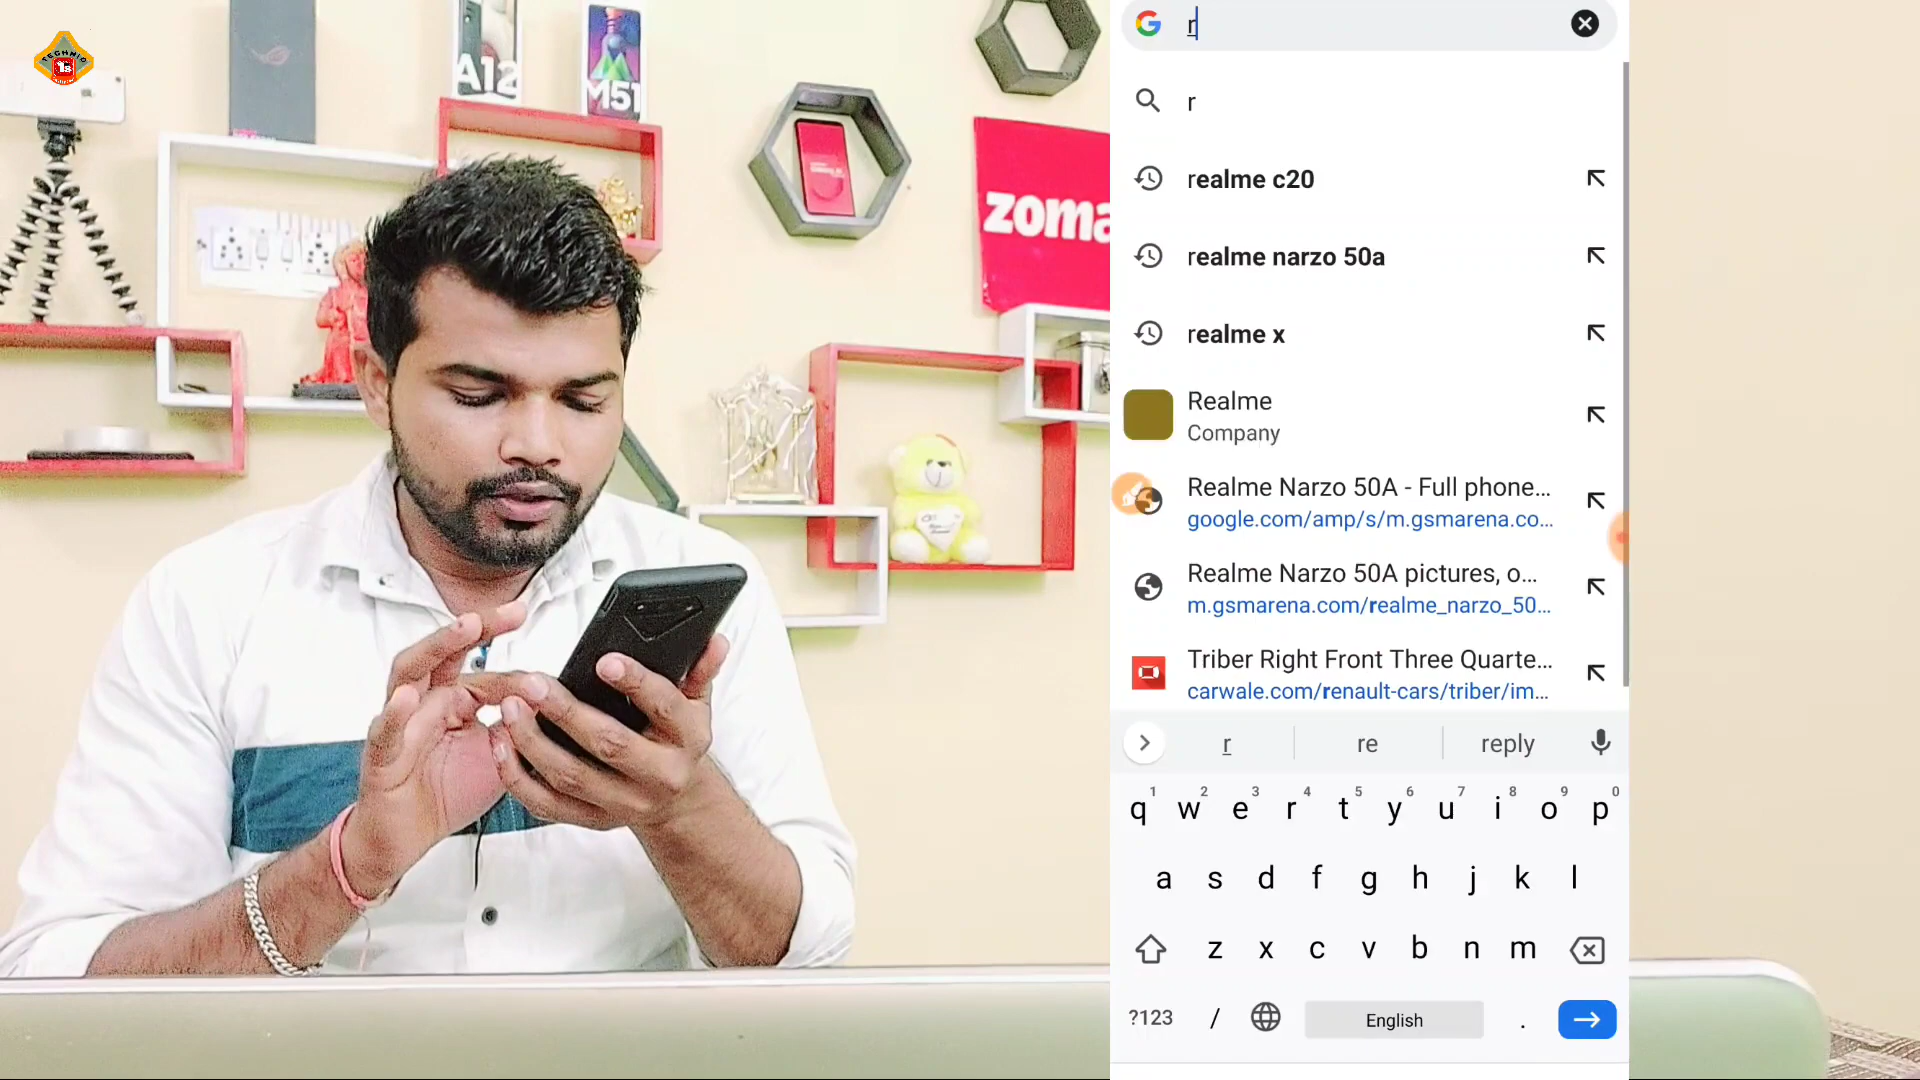 TECHNIO
A12
M51
zoma
r
r
realme c20
realme narzo 50a
realme x
Realme
Company
Realme Narzo 50A - Full phone...
google.com/amp/s/m.gsmarena.co...
Realme Narzo 50A pictures, o...
m.gsmarena.com/realme_narzo_50...
Triber Right Front Three Quarte...
carwale.com/renault-cars/triber/im...
r re reply
1 2 3 4 5 6 7 8 9 0
q w e r t y u i o p
a s d f g h j k l
z x c v b n m
?123 / English .